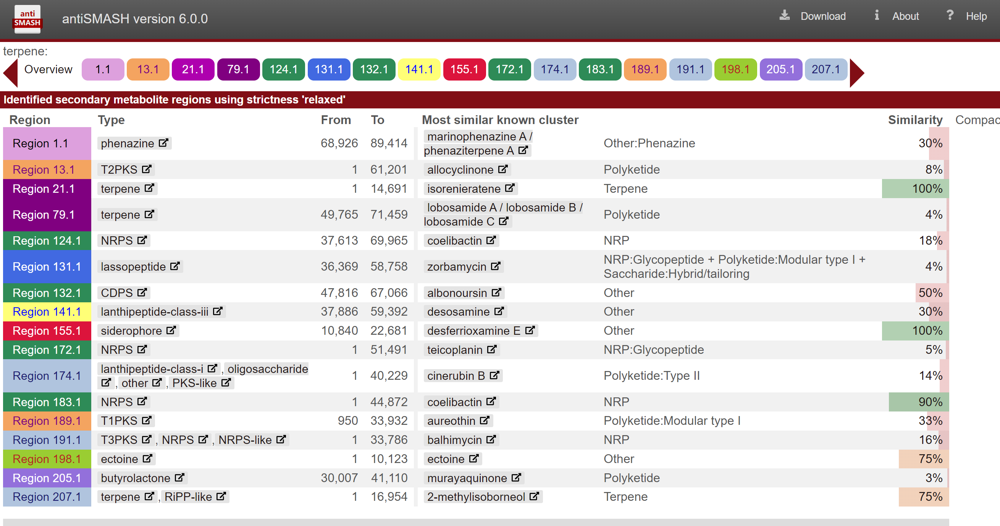 anti
SMASH
antiSMASH version 6.0.0
Download
About
Help
terpene:
Overview 1.1 13.1 21.1 79.1 124.1 131.1 132.1 141.1 155.1 172.1 174.1 183.1 189.1 191.1 198.1 205.1 207.1
Identified secondary metabolite regions using strictness 'relaxed'
Region Type From To Most similar known cluster Similarity Compac
Region 1.1 phenazine 68,926 89,414 marinophenazine A /
phenaziterpene A Other:Phenazine 30%
Region 13.1 T2PKS 1 61,201 allocyclinone Polyketide 8%
Region 21.1 terpene 1 14,691 isorenieratene Terpene 100%
Region 79.1 terpene 49,765 71,459 lobosamide A / lobosamide B /
lobosamide C Polyketide 4%
Region 124.1 NRPS 37,613 69,965 coelibactin NRP 18%
Region 131.1 lassopeptide 36,369 58,758 zorbamycin NRP:Glycopeptide + Polyketide:Modular type I +
Saccharide:Hybrid/tailoring 4%
Region 132.1 CDPS 47,816 67,066 albonoursin Other 50%
Region 141.1 lanthipeptide-class-iii 37,886 59,392 desosamine Other 30%
Region 155.1 siderophore 10,840 22,681 desferrioxamine E Other 100%
Region 172.1 NRPS 1 51,491 teicoplanin NRP:Glycopeptide 5%
Region 174.1 lanthipeptide-class-i , oligosaccharide
, other , PKS-like 1 40,229 cinerubin B Polyketide:Type II 14%
Region 183.1 NRPS 1 44,872 coelibactin NRP 90%
Region 189.1 T1PKS 950 33,932 aureothin Polyketide:Modular type I 33%
Region 191.1 T3PKS , NRPS , NRPS-like 1 33,786 balhimycin NRP 16%
Region 198.1 ectoine 1 10,123 ectoine Other 75%
Region 205.1 butyrolactone 30,007 41,110 murayaquinone Polyketide 3%
Region 207.1 terpene , RiPP-like 1 16,954 2-methylisoborneol Terpene 75%